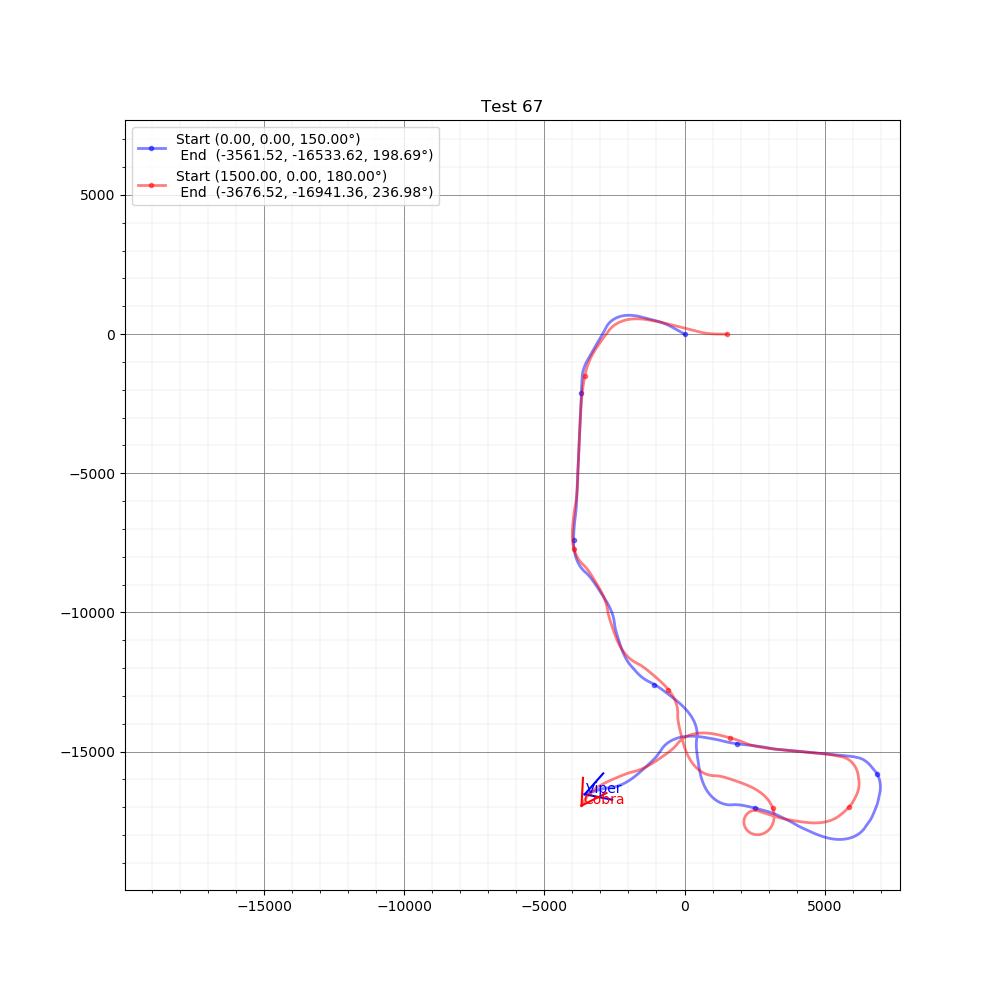 Test 67
Start (0.00, 0.00, 150.00°)
End  (-3561.52, -16533.62, 198.69°)
Start (1500.00, 0.00, 180.00°)
End  (-3676.52, -16941.36, 236.98°)
5000
0
−5000
−10000
−15000
Viper
Cobra
−15000 −10000 −5000 0 5000